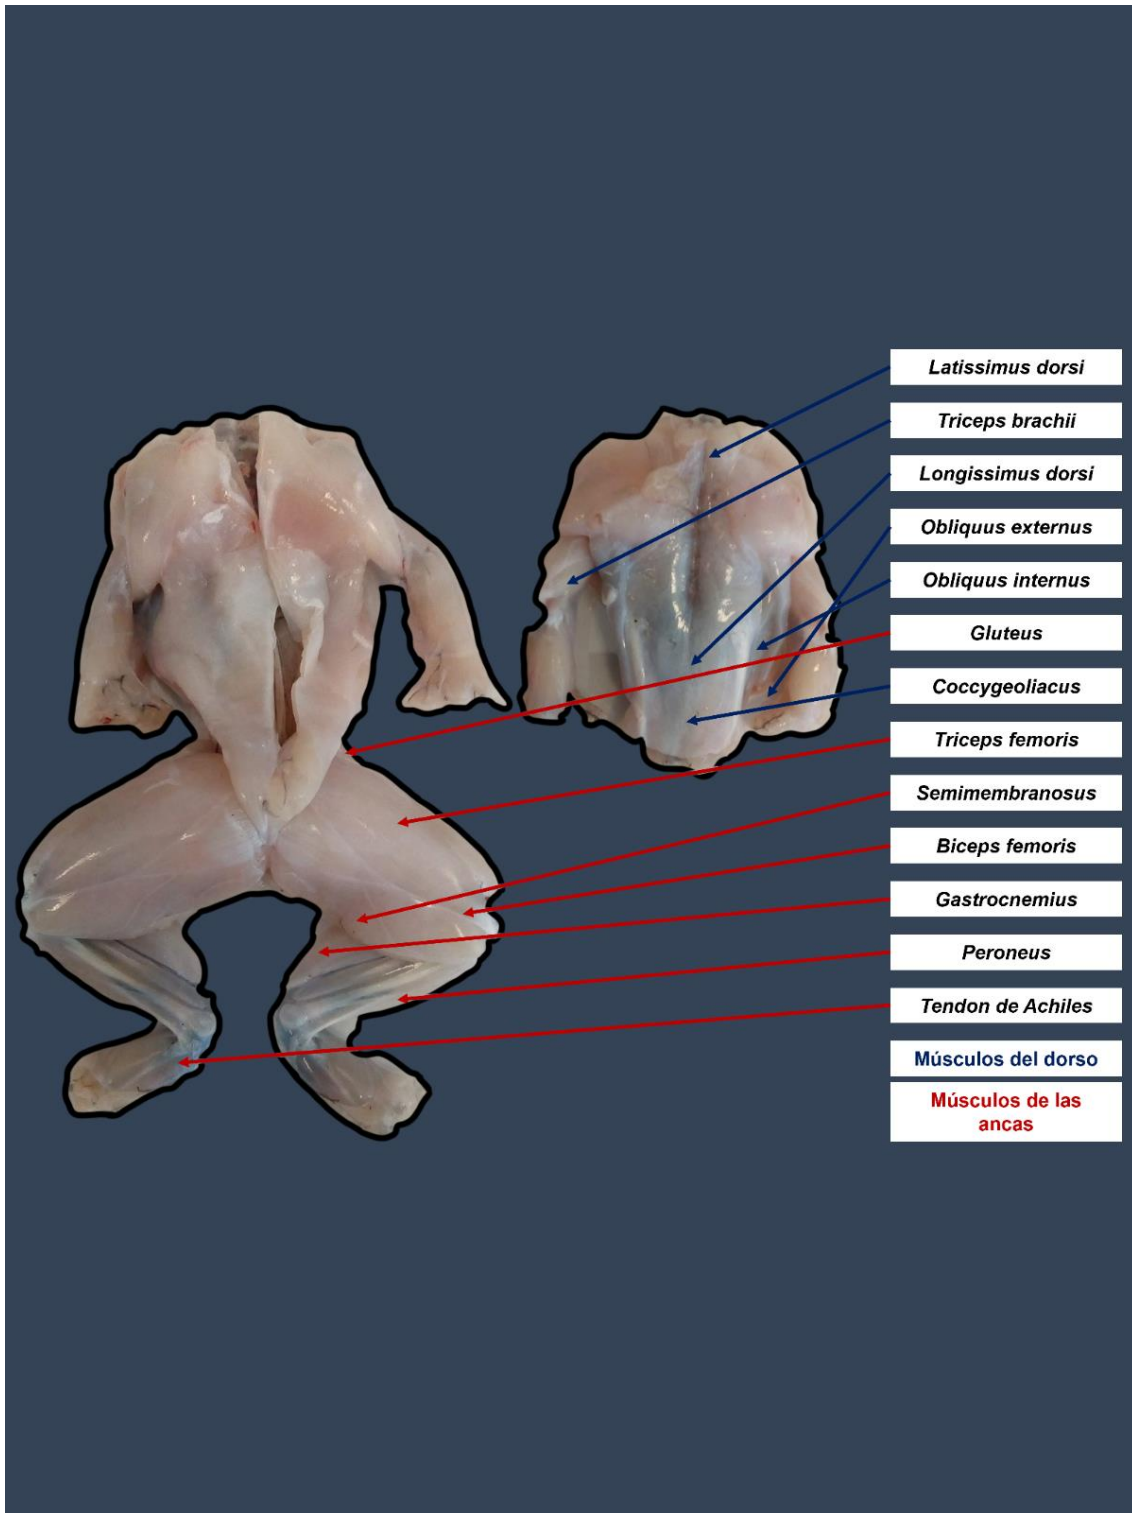 Latissimus dorsi
Triceps brachii
Longissimus dorsi
Obliquus externus
Obliquus internus
Gluteus
Coccygeoliacus
Triceps femoris
Semimembranosus
Biceps femoris
Gastrocnemius
Peroneus
Tendon de Achiles
Músculos del dorso
Músculos de las
ancas